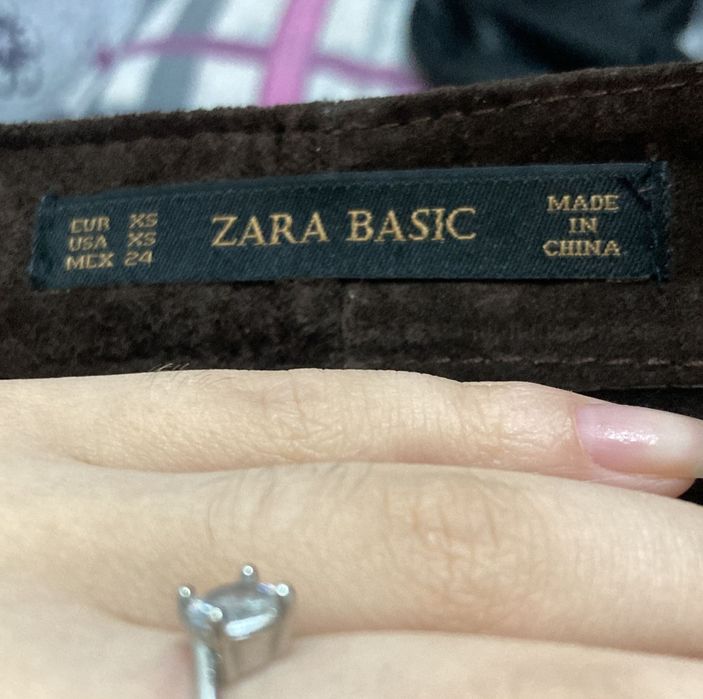 EUR XS
USA XS
MEX 24
ZARA BASIC
MADE
IN
CHINA